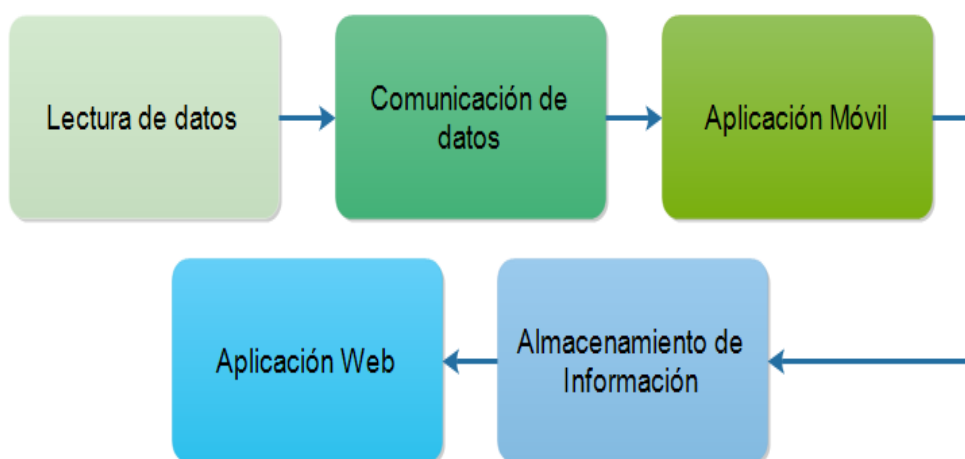 Lectura de datos
Comunicación de
datos
Aplicación Móvil
Almacenamiento de
Información
Aplicación Web